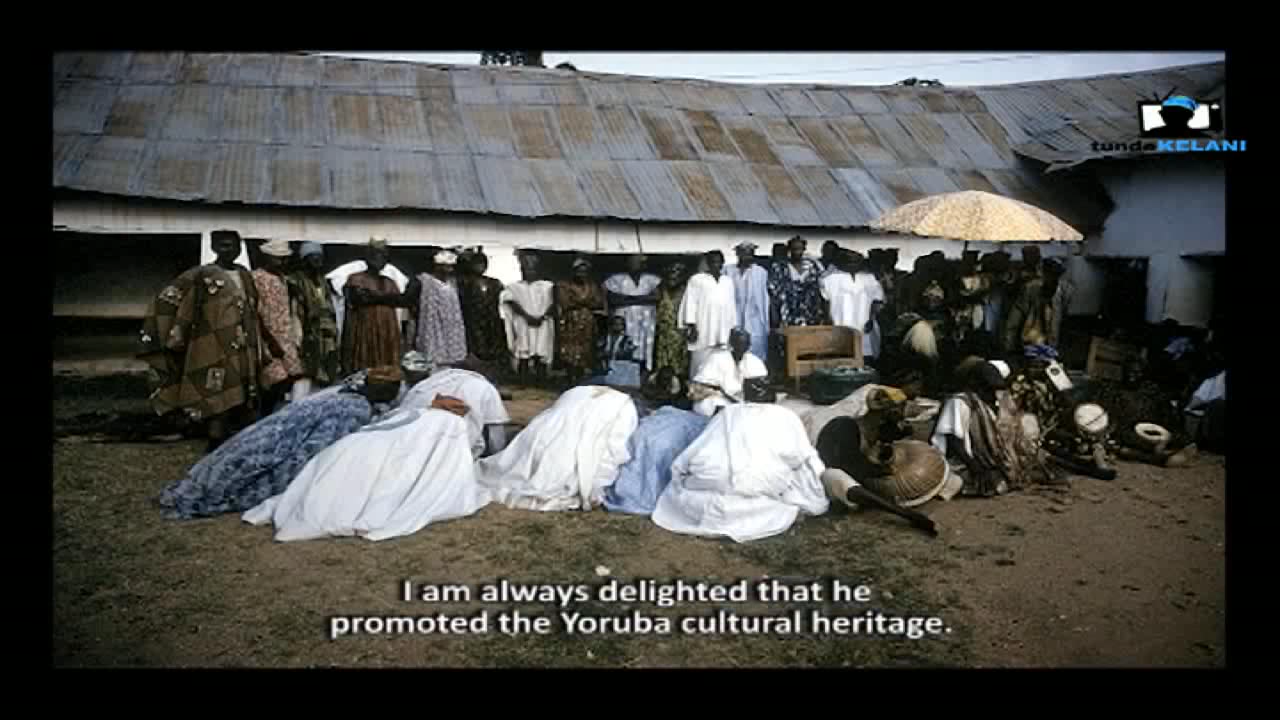 tundeKELANI
I am always delighted that he
promoted the Yoruba cultural heritage.